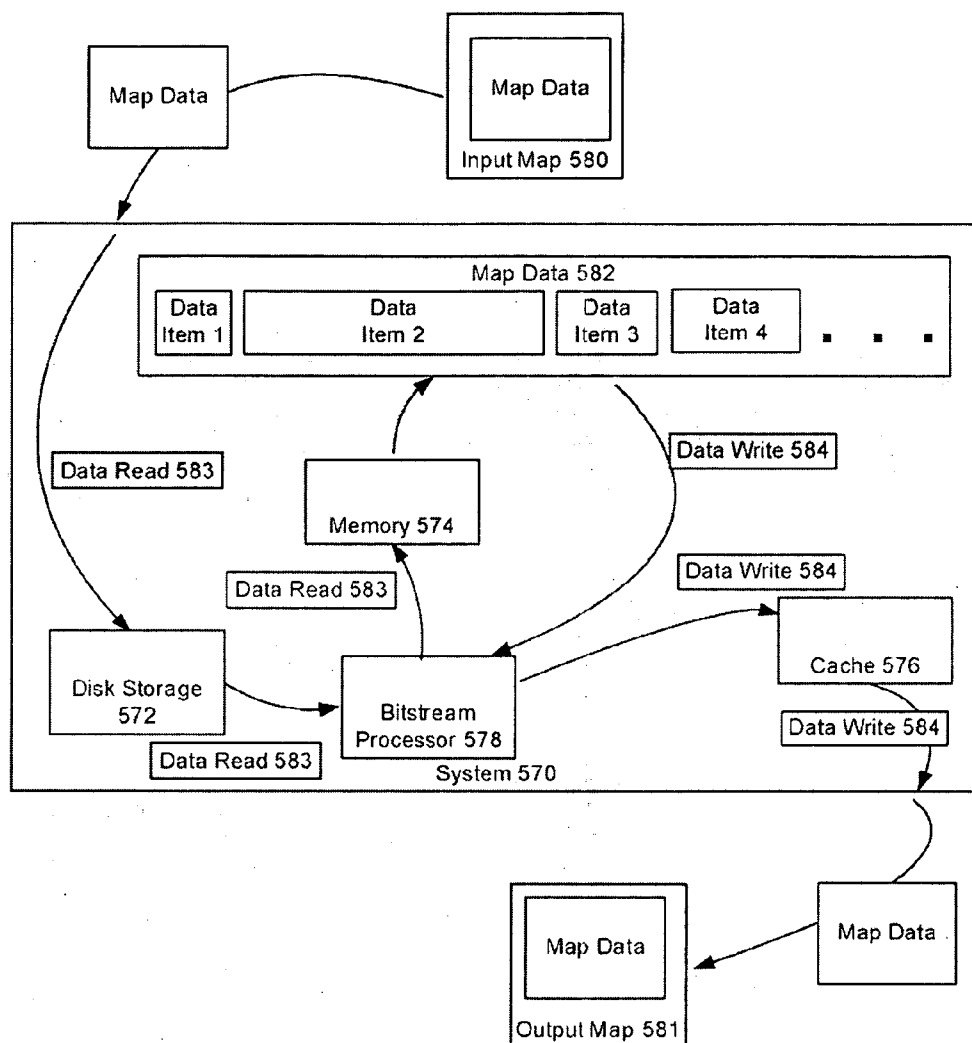 Map Data
Map Data
Input Map 580
Map Data 582
Data
Item 1
Data
Item 2
Data
Item 3
Data
Item 4
Data Read 583
Data Write 584
Memory 574
Data Read 583
Data Write 584
Disk Storage
572
Bitstream
Processor 578
Cache 576
Data Read 583
Data Write 584
System 570
Map Data
Map Data
Output Map 581